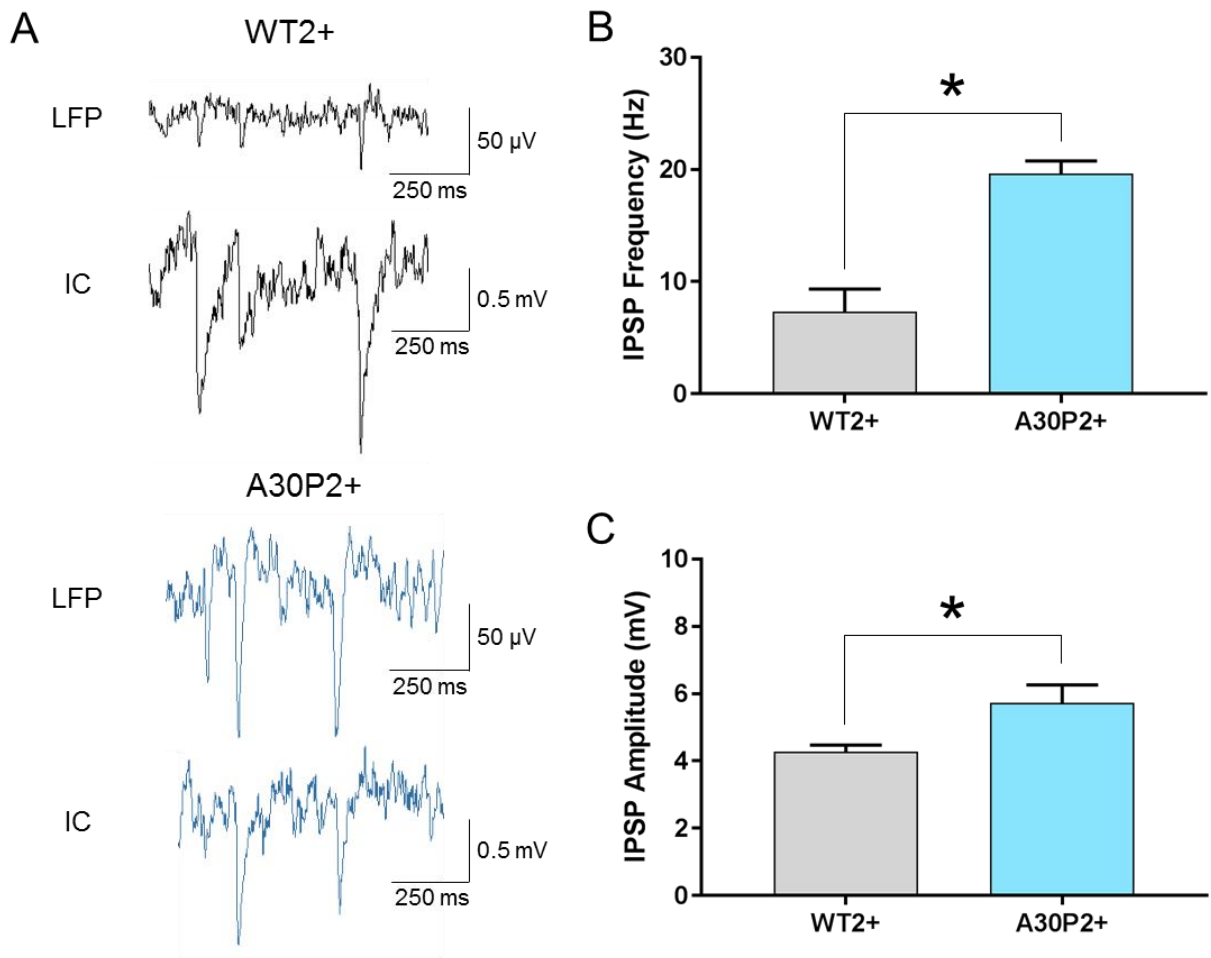 A
WT2+
LFP
50 µV
250 ms
IC
0.5 mV
250 ms
A30P2+
LFP
50 µV
250 ms
IC
0.5 mV
250 ms
B
30
20
10
0
IPSP Frequency (Hz)
*
WT2+
A30P2+
C
10
8
6
4
2
0
IPSP Amplitude (mV)
*
WT2+
A30P2+